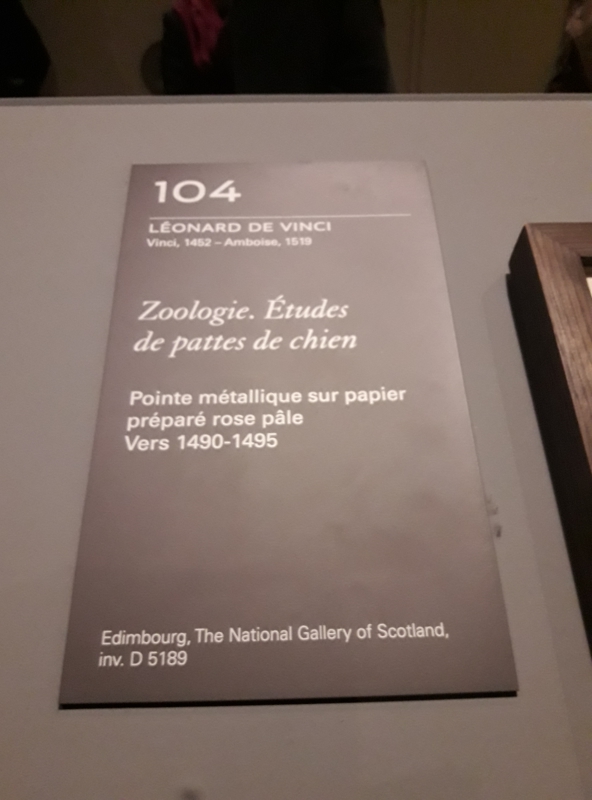 104
LÉONARD DE VINCI
Vinci, 1452 – Amboise, 1519
Zoologie. Études
de pattes de chien
Pointe métallique sur papier
préparé rose pâle
Vers 1490-1495
Edimbourg, The National Gallery of Scotland,
inv. D 5189